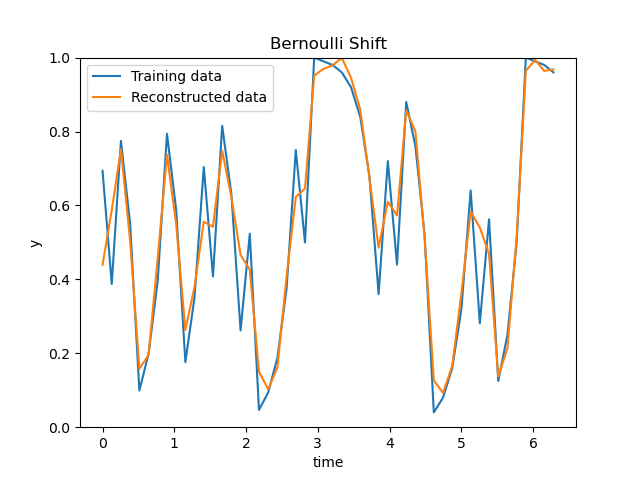 Bernoulli Shift
Training data
Reconstructed data
1.0
0.8
0.6
0.4
0.2
0.0
y
0 1 2 3 4 5 6
time